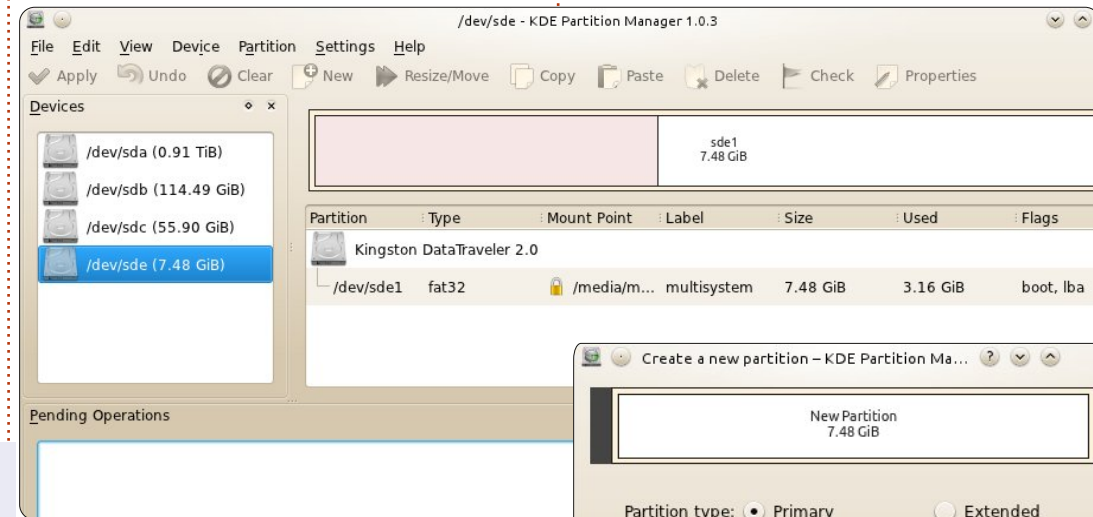 /dev/sde - KDE Partition Manager 1.0.3
File Edit View Device Partition Settings Help
Apply Undo Clear New Resize/Move Copy Paste Delete Check Properties
Devices
/dev/sda (0.91 TiB)
/dev/sdb (114.49 GiB)
/dev/sdc (55.90 GiB)
/dev/sde (7.48 GiB)
sde1
7.48 GiB
Partition Type Mount Point Label Size Used Flags
Kingston DataTraveler 2.0
/dev/sde1 fat32 /media/m... multisystem 7.48 GiB 3.16 GiB boot, lba
Pending Operations
Create a new partition – KDE Partition Ma... ?
New Partition
7.48 GiB
Partition type: Primary Extended